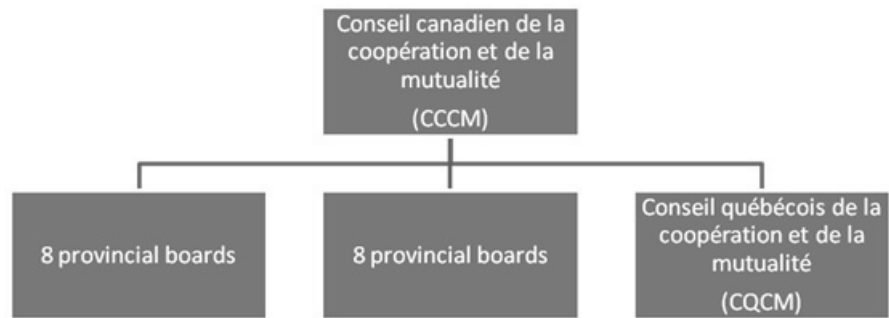 Conseil canadien de la
coopération et de la
mutualité
(CCCM)
8 provincial boards
8 provincial boards
Conseil québécois de la
coopération et de la
mutualité
(CQCM)